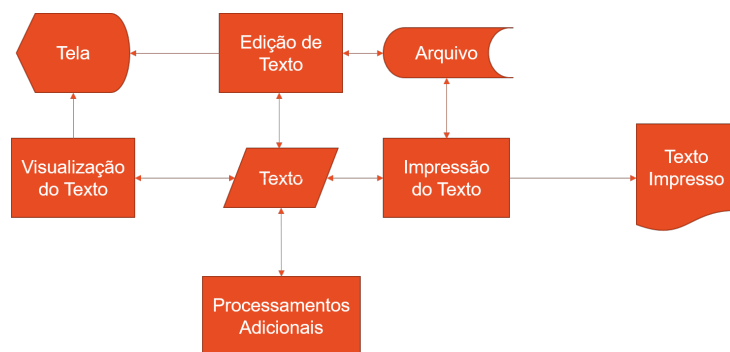 Tela
Edição de
Texto
Arquivo
Visualização
do Texto
Texto
Impressão
do Texto
Texto
Impresso
Processamentos
Adicionais